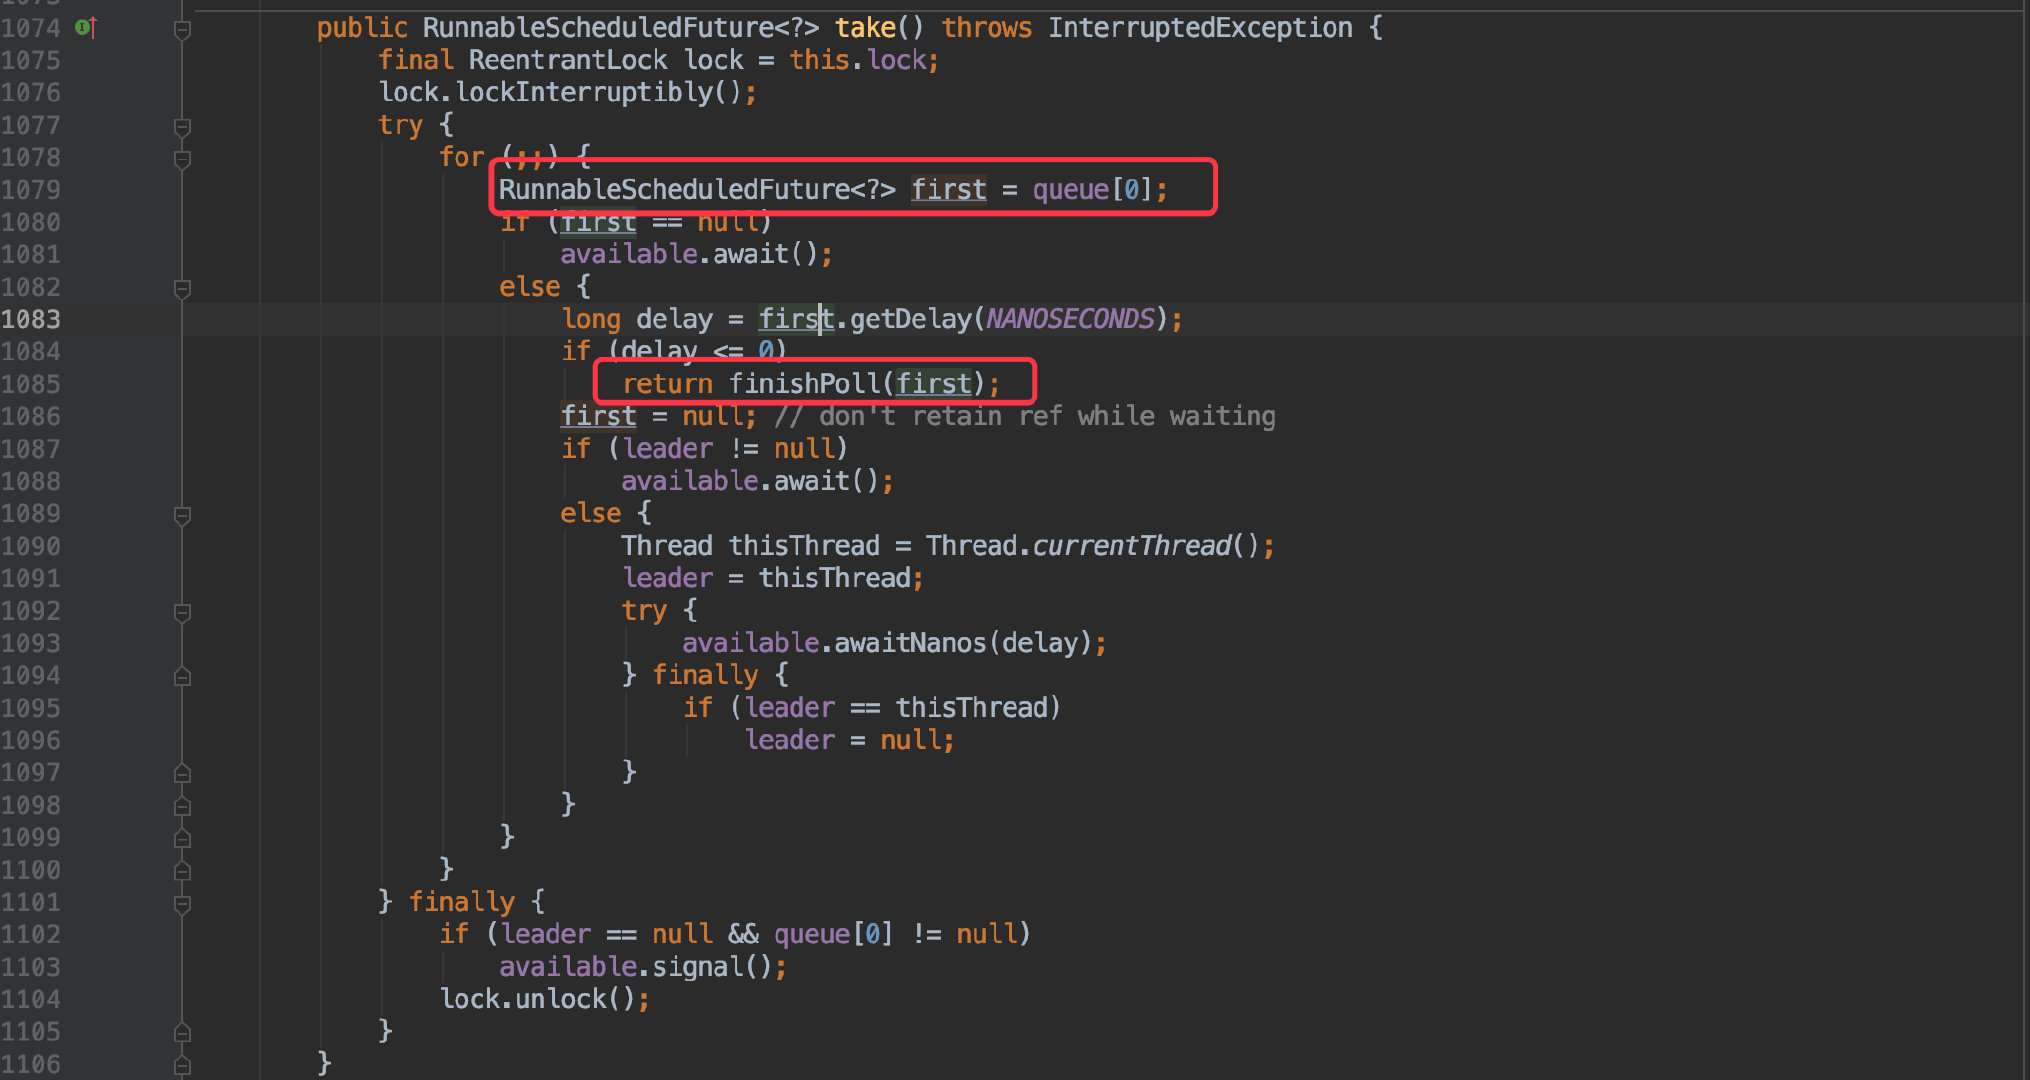 1074 public RunnableScheduledFuture<?> take() throws InterruptedException {
1075 final ReentrantLock lock = this.lock;
1076 lock.lockInterruptibly();
1077 try {
1078 for (;;) {
1079 RunnableScheduledFuture<?> first = queue[0];
1080 if (first == null)
1081 available.await();
1082 else {
1083 long delay = first.getDelay(NANOSECONDS);
1084 if (delay <= 0)
1085 return finishPoll(first);
1086 first = null; // don't retain ref while waiting
1087 if (leader != null)
1088 available.await();
1089 else {
1090 Thread thisThread = Thread.currentThread();
1091 leader = thisThread;
1092 try {
1093 available.awaitNanos(delay);
1094 } finally {
1095 if (leader == thisThread)
1096 leader = null;
1097 }
1098 }
1099 }
1100 }
1101 } finally {
1102 if (leader == null && queue[0] != null)
1103 available.signal();
1104 lock.unlock();
1105 }
1106 }